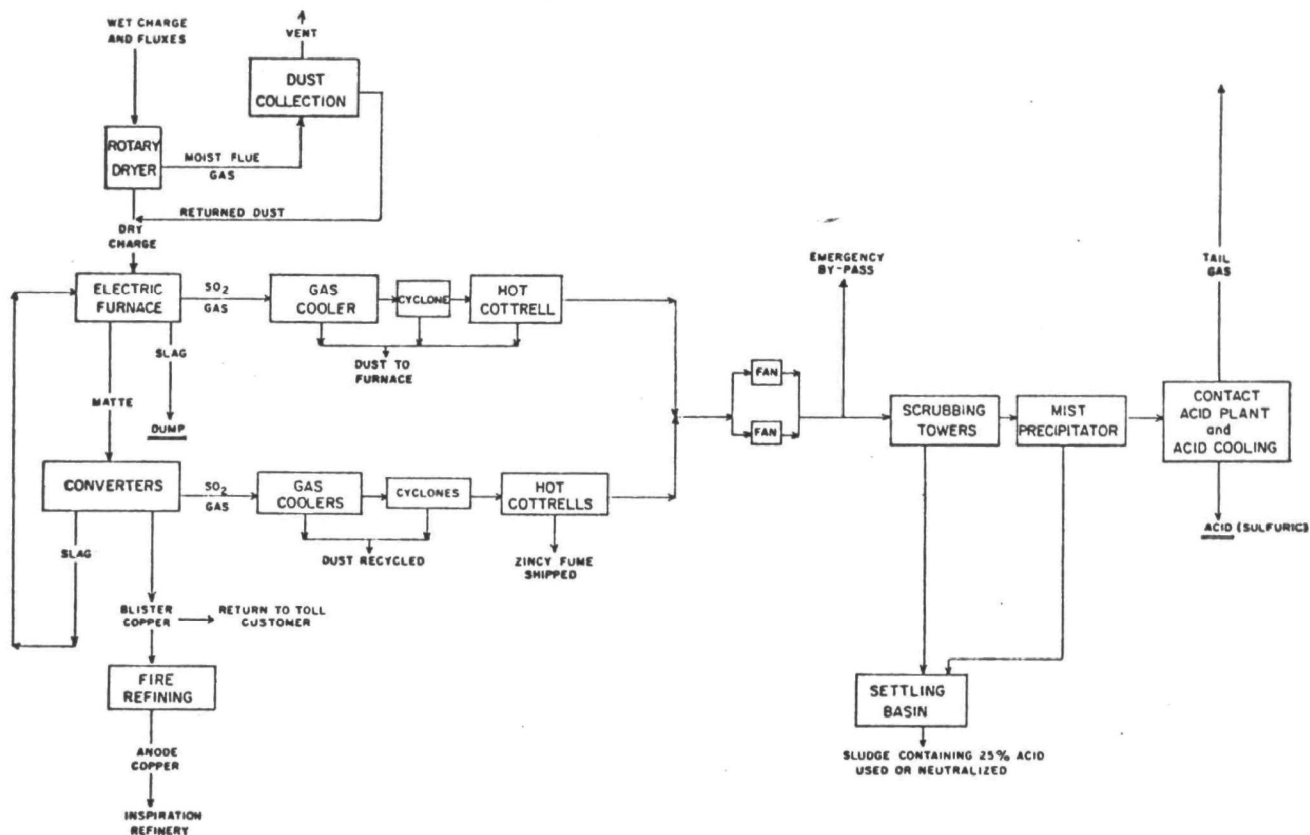 WET CHARGE
AND FLUXES
VENT
DUST
COLLECTION
ROTARY
DRYER
MOIST FLUE
GAS
RETURNED DUST
DRY
CHARGE
ELECTRIC
FURNACE
SO2
GAS
GAS
COOLER
CYCLONE
HOT
COTTRELL
EMERGENCY
BY-PASS
TAIL
GAS
SLAG
DUST TO
FURNACE
MATTE
DUMP
FAN
FAN
SCRUBBING
TOWERS
MIST
PRECIPITATOR
CONTACT
ACID PLANT
and
ACID COOLING
CONVERTERS
SO2
GAS
GAS
COOLERS
CYCLONES
HOT
COTTRELLS
ACID (SULFURIC)
SLAG
DUST RECYCLED
ZINCY FUME
SHIPPED
BLISTER
COPPER
RETURN TO TOLL
CUSTOMER
FIRE
REFINING
SETTLING
BASIN
ANODE
COPPER
SLUDGE CONTAINING 25% ACID
USED OR NEUTRALIZED
INSPIRATION
REFINERY